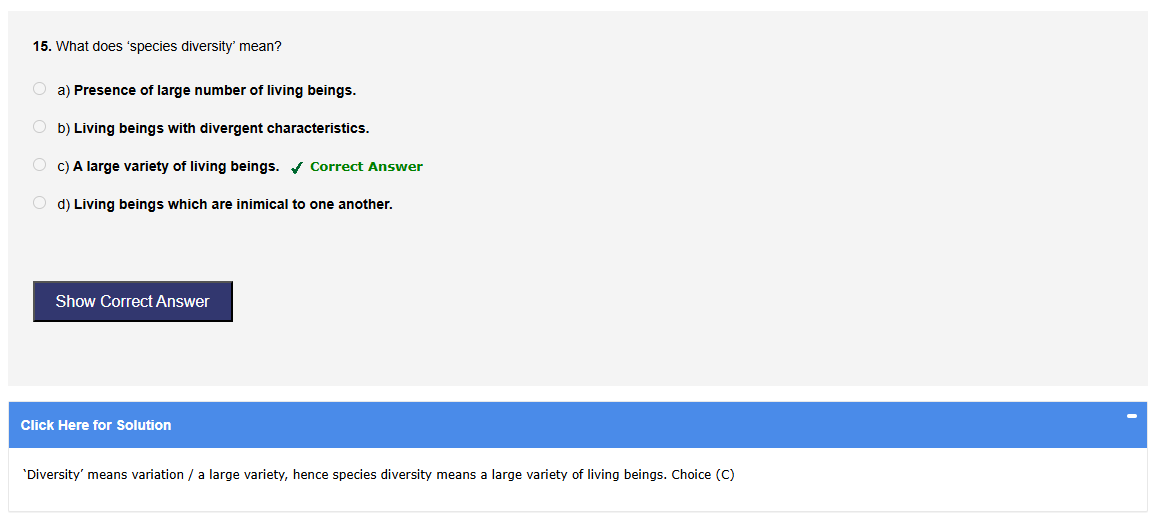 15. What does ‘species diversity’ mean?
a) Presence of large number of living beings.
b) Living beings with divergent characteristics.
c) A large variety of living beings. ✓ Correct Answer
d) Living beings which are inimical to one another.
Show Correct Answer
Click Here for Solution
‘Diversity’ means variation / a large variety, hence species diversity means a large variety of living beings. Choice (C)